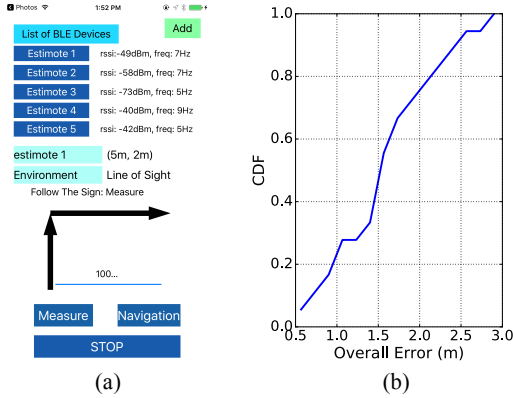 Photos 1:52 PM
List of BLE Devices Add
Estimote 1 rssi:-49dBm, freq: 7Hz
Estimote 2 rssi:-58dBm, freq: 7Hz
Estimote 3 rssi:-73dBm, freq: 5Hz
Estimote 4 rssi:-40dBm, freq: 9Hz
Estimote 5 rssi:-42dBm, freq: 5Hz
estimote 1 (5m, 2m)
Environment Line of Sight
Follow The Sign: Measure
100...
Measure Navigation
STOP
(a)
1.0
0.8
0.6
0.4
0.2
0.0
CDF
0.5 1.0 1.5 2.0 2.5 3.0
Overall Error (m)
(b)